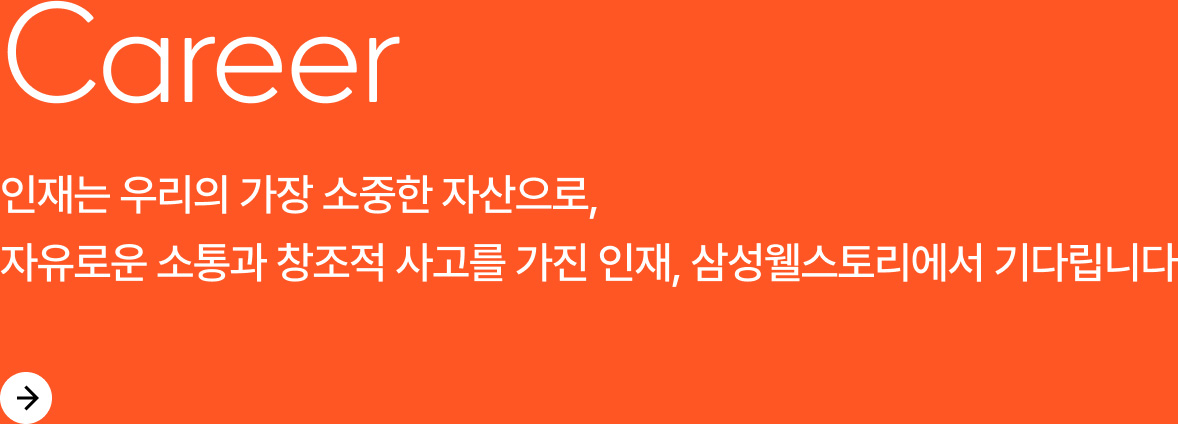 Career
인재는 우리의 가장 소중한 자산으로,
자유로운 소통과 창조적 사고를 가진 인재, 삼성웰스토리에서 기다립니다